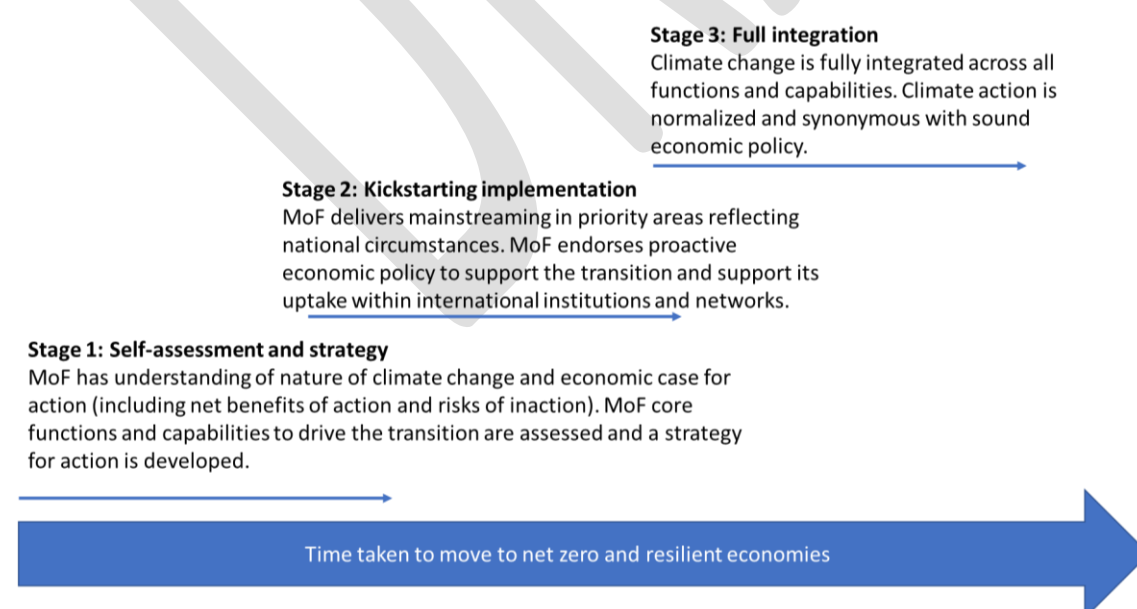 Stage 3: Full integration
Climate change is fully integrated across all
functions and capabilities. Climate action is
normalized and synonymous with sound
economic policy.
Stage 2: Kickstarting implementation
MoF delivers mainstreaming in priority areas reflecting
national circumstances. MoF endorses proactive
economic policy to support the transition and support its
uptake within international institutions and networks.
Stage 1: Self-assessment and strategy
MoF has understanding of nature of climate change and economic case for
action (including net benefits of action and risks of inaction). MoF core
functions and capabilities to drive the transition are assessed and a strategy
for action is developed.
Time taken to move to net zero and resilient economies